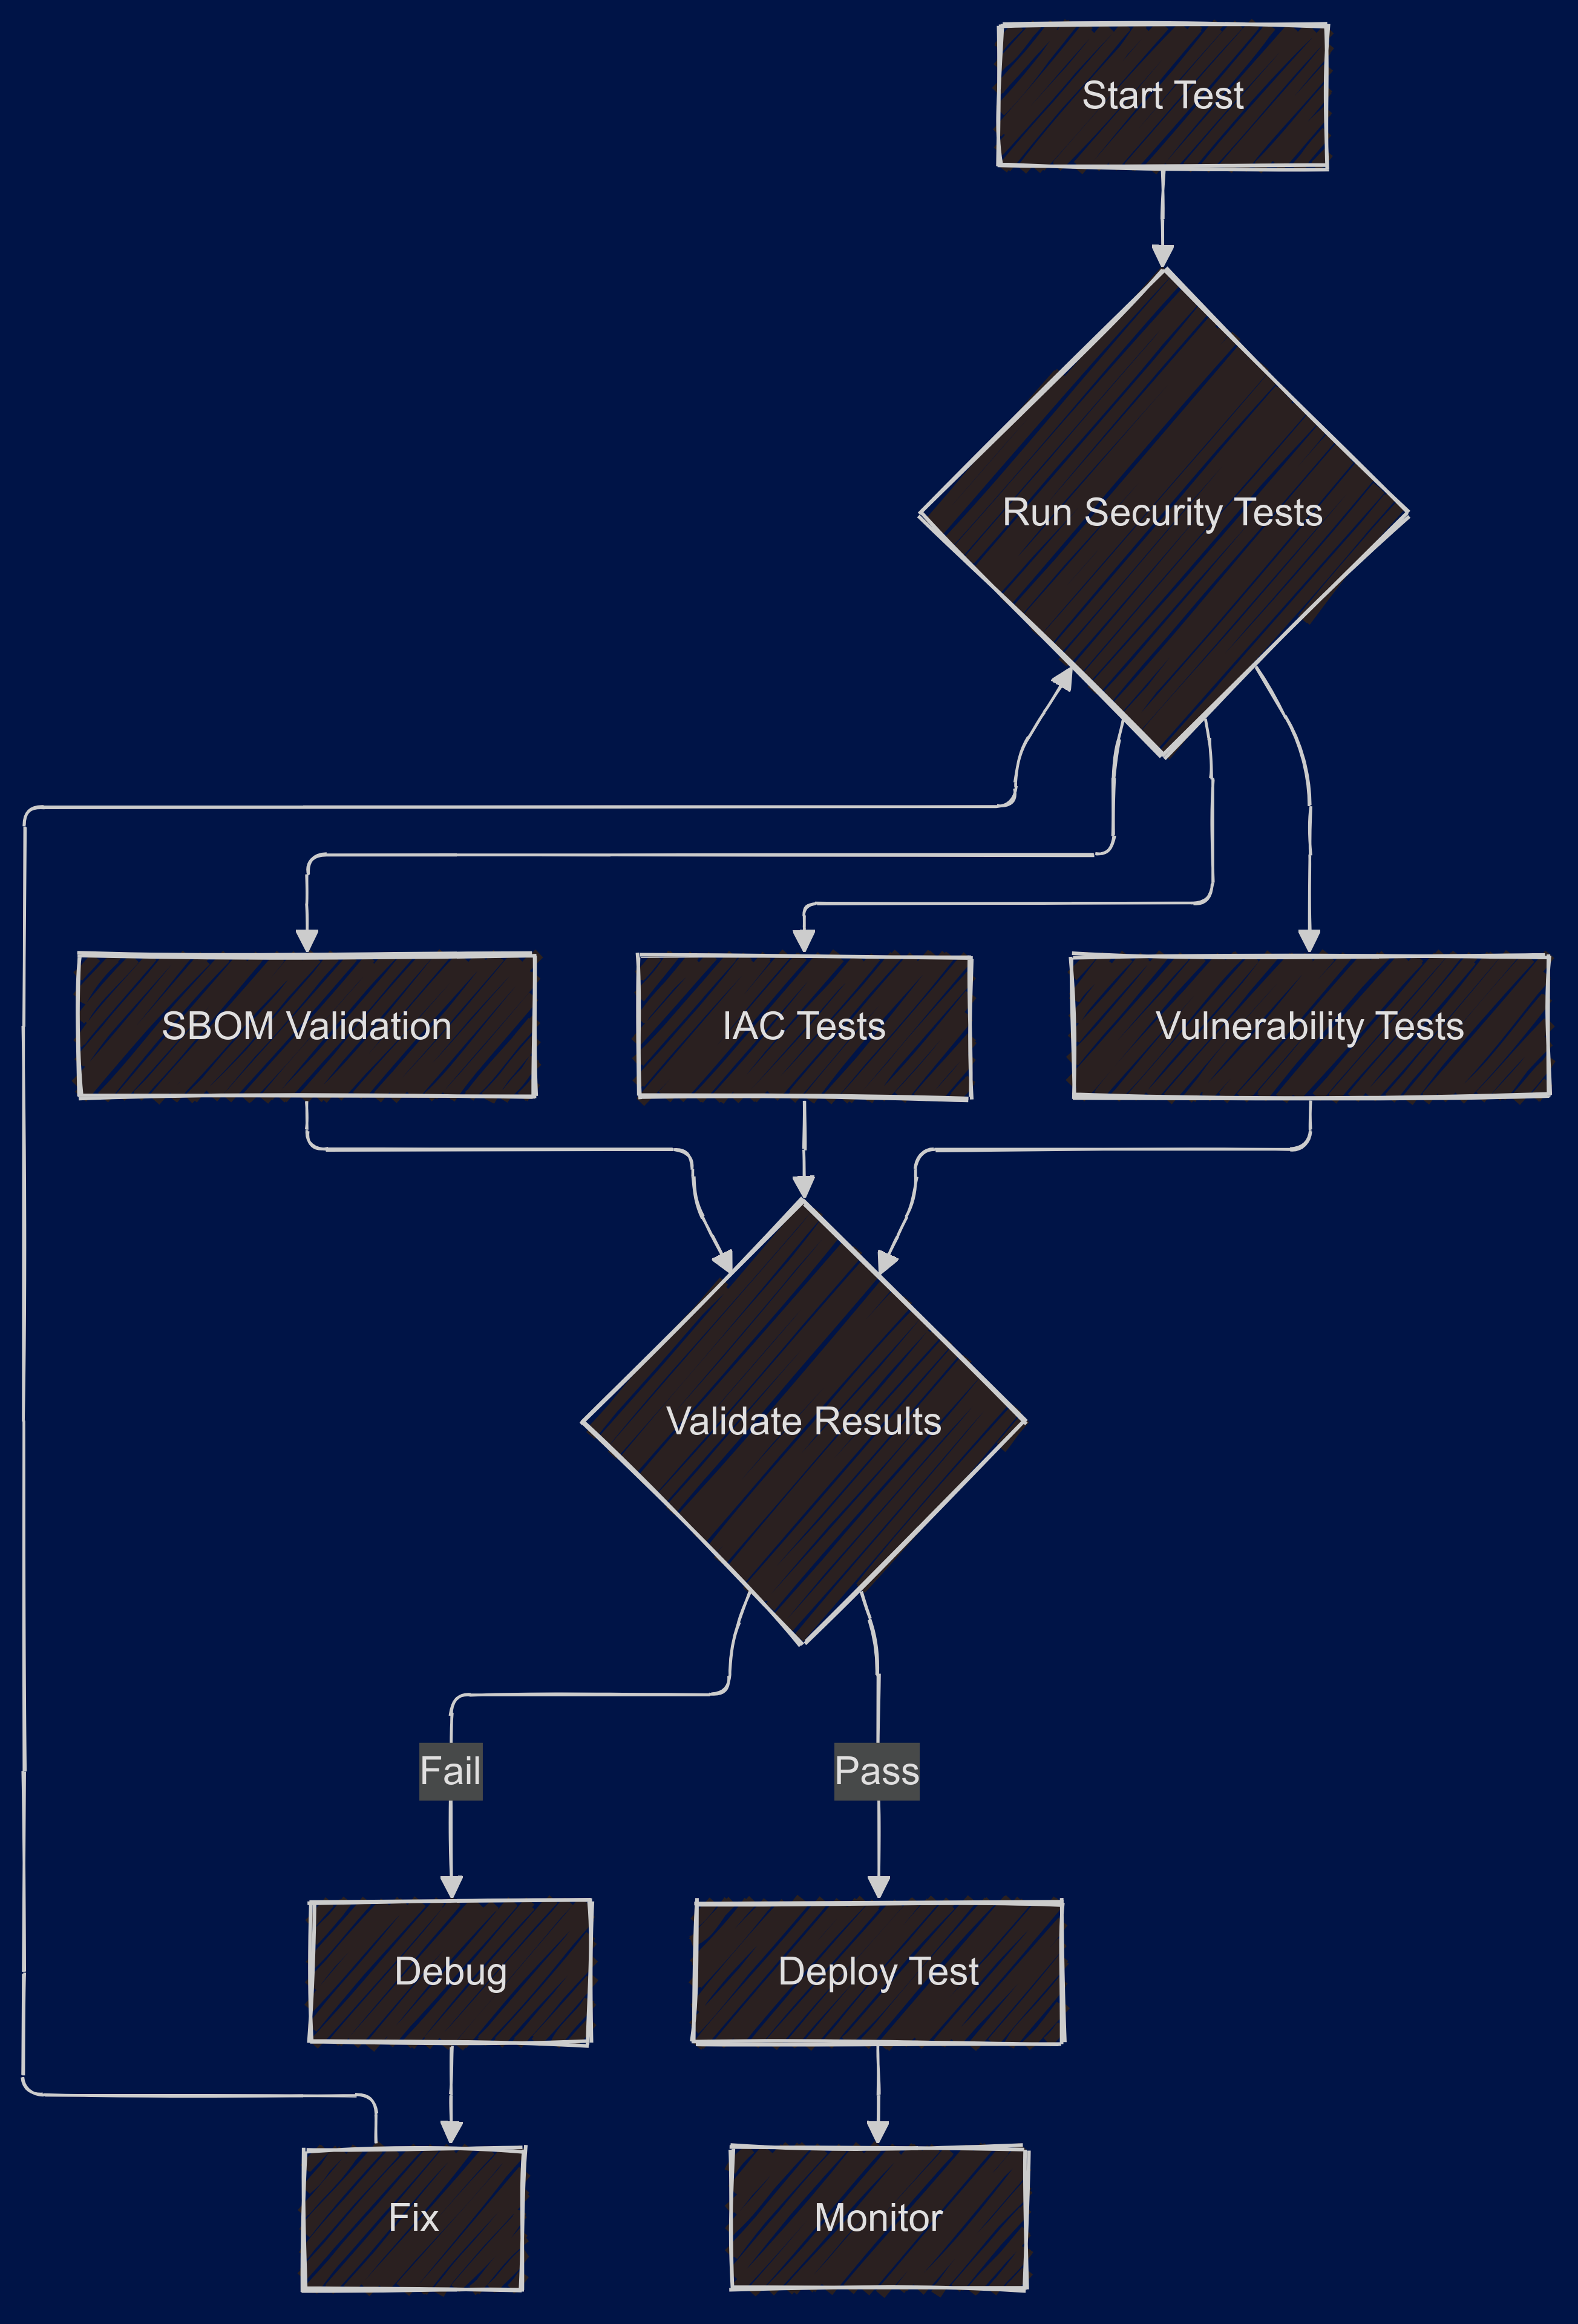 Start Test
Run Security Tests
SBOM Validation
IAC Tests
Vulnerability Tests
Validate Results
Fail
Pass
Debug
Deploy Test
Fix
Monitor